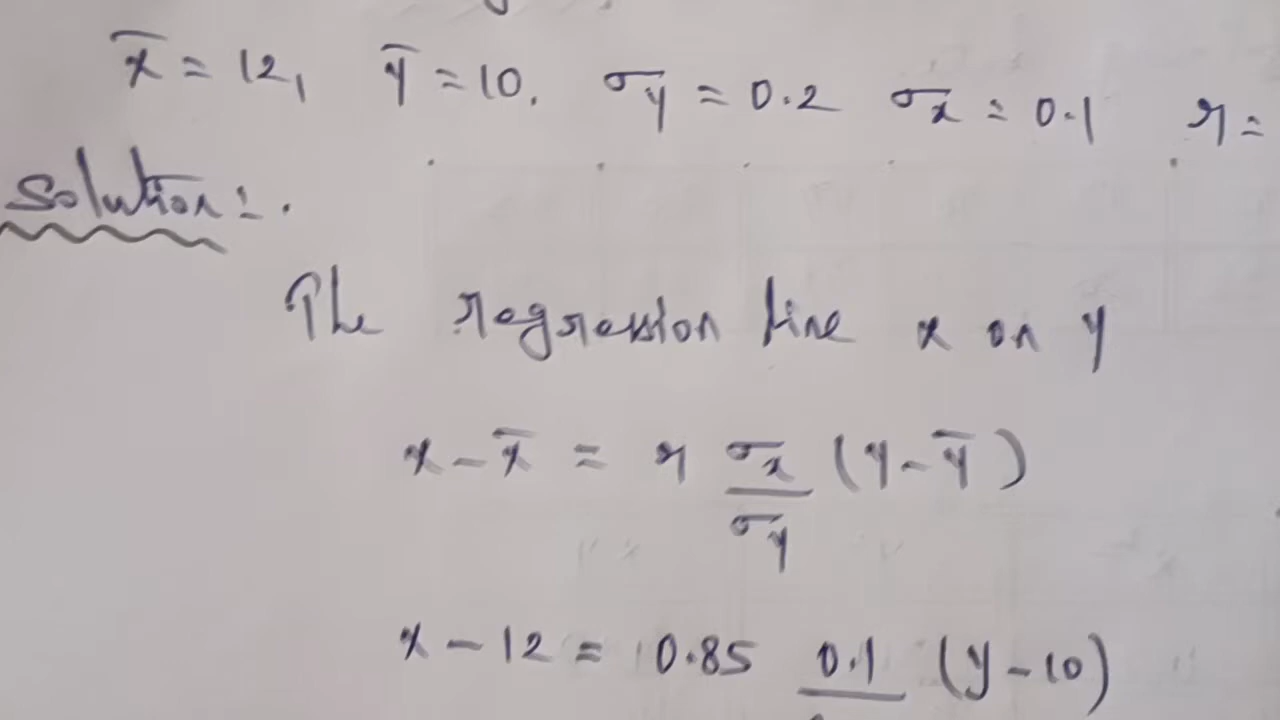 x̄ = 12, ȳ = 10. σy = 0.2 σx = 0.1 r =
Solution:.
The regression line x on y
x - x̄ = r σx/σy (y - ȳ)
x - 12 = 0.85 0.1 (y - 10)